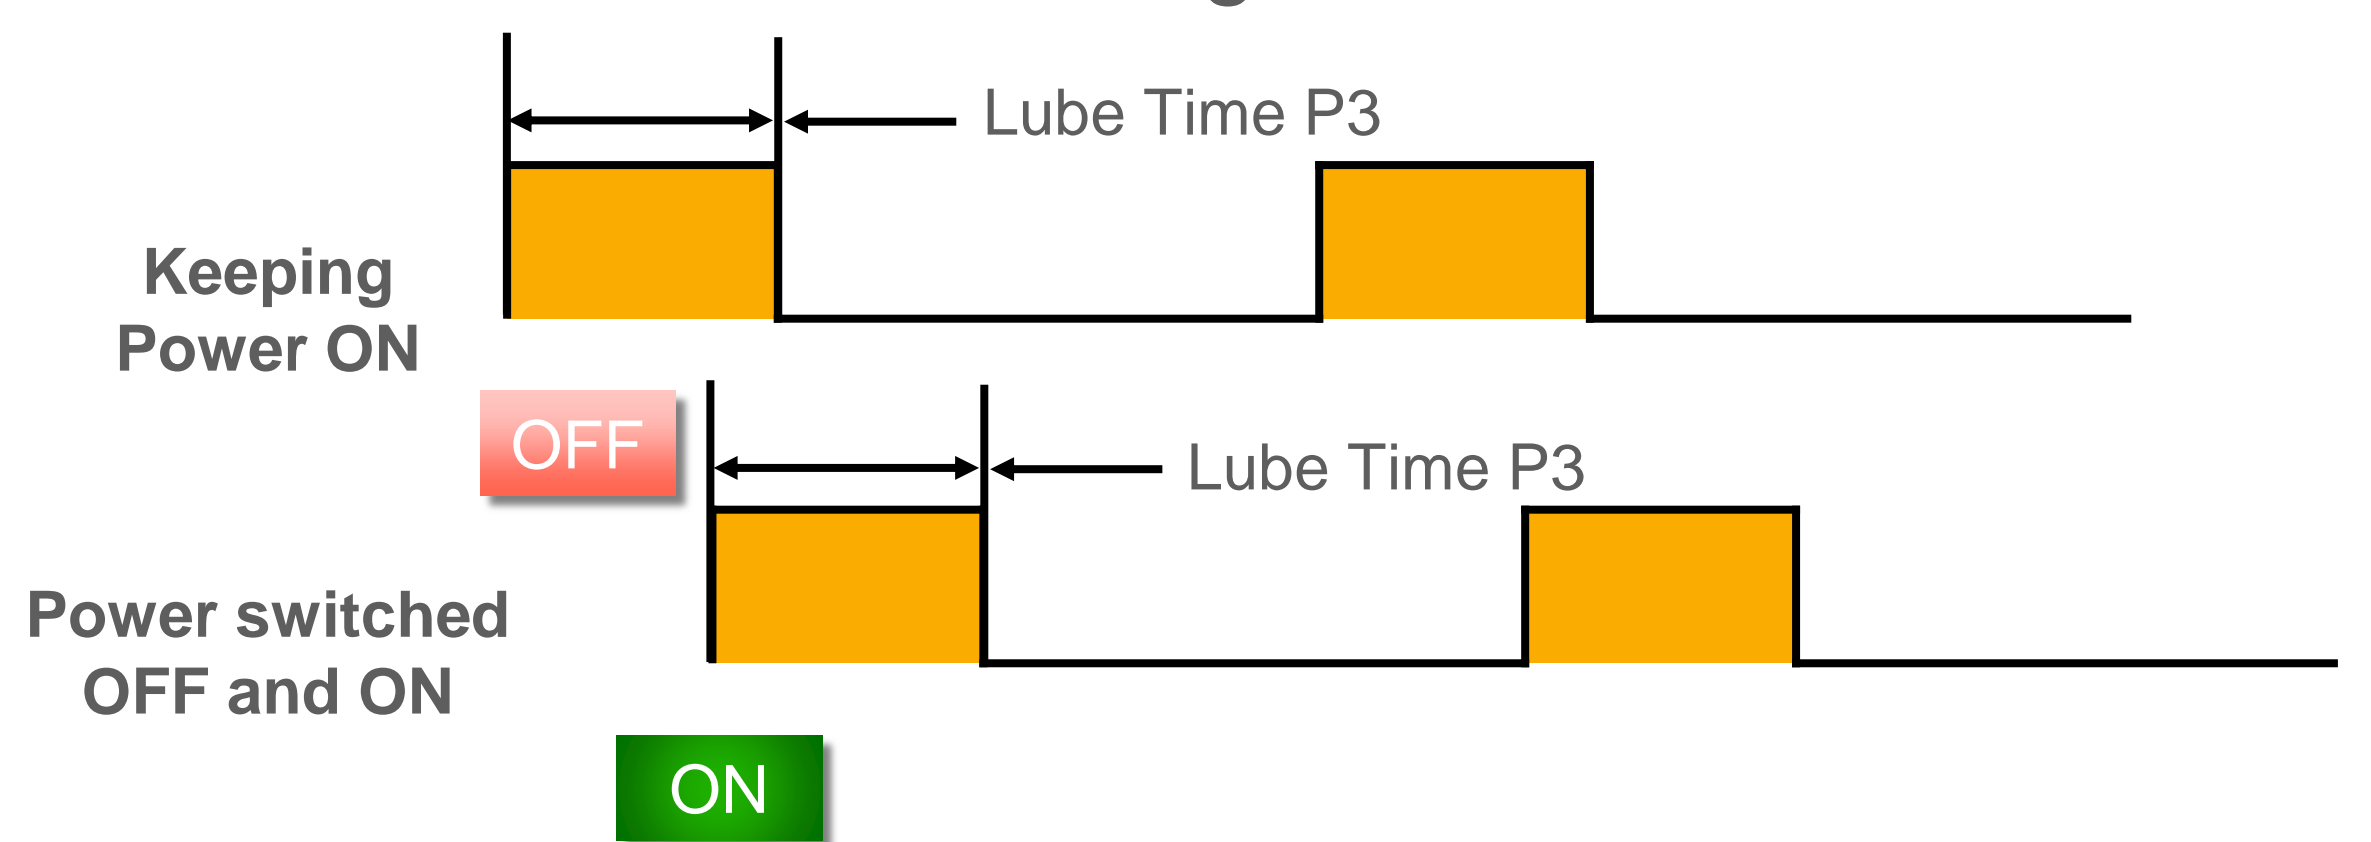 Lube Time P3
Keeping
Power ON
OFF
Lube Time P3
Power switched
OFF and ON
ON